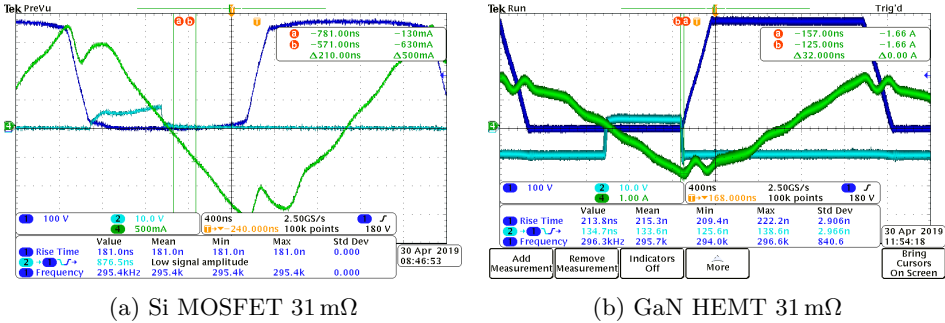 Tek PreVu
a -781.00ns -130mA
b -571.00ns -630mA
Δ210.00ns Δ500mA
1 100 V 2 10.0 V
4 500mA
400ns 2.50GS/s 1
T→▼-240.000ns 100k points 180 V
Value Mean Min Max Std Dev
1 Rise Time 181.0n 181.0n 181.0n 181.0n 0.000
2 → 1 876.5ns Low signal amplitude
1 Frequency 295.4kHz 295.4k 295.4k 295.4k 0.000
30 Apr 2019
08:46:53
(a) Si MOSFET 31 mΩ
Tek Run Trig'd
a -157.00ns -1.66 A
b -125.00ns -1.66 A
Δ32.000ns Δ0.00 A
1 100 V 2 10.0 V
4 1.00 A
400ns 2.50GS/s 1
T→▼168.000ns 100k points 180 V
Value Mean Min Max Std Dev
1 Rise Time 213.8ns 215.3n 209.4n 222.2n 2.906n
2 → 1 134.7ns 133.6n 125.6n 138.6n 2.966n
1 Frequency 296.3kHz 295.7k 294.0k 296.6k 840.6
30 Apr 2019
11:54:18
Add Measurement
Remove Measurement
Indicators Off
More
Bring Cursors On Screen
(b) GaN HEMT 31 mΩ